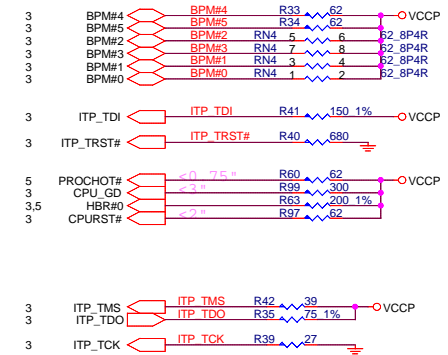 3 BPM#4 BPM#4 R33 62 VCCP
3 BPM#5 BPM#5 R34 62
3 BPM#2 BPM#2 RN4 5 6 62_8P4R
3 BPM#3 BPM#3 RN4 7 8 62_8P4R
3 BPM#1 BPM#1 RN4 3 4 62_8P4R
3 BPM#0 BPM#0 RN4 1 2 62_8P4R
3 ITP_TDI ITP_TDI R41 150_1% VCCP
3 ITP_TRST# ITP_TRST# R40 680
5 PROCHOT# <0.75" R60 62 VCCP
3 CPU_GD <3" R99 300
3,5 HBR#0 R63 200_1%
3 CPURST# <2" R97 62
3 ITP_TMS ITP_TMS R42 39 VCCP
3 ITP_TDO ITP_TDO R35 75_1%
3 ITP_TCK ITP_TCK R39 27